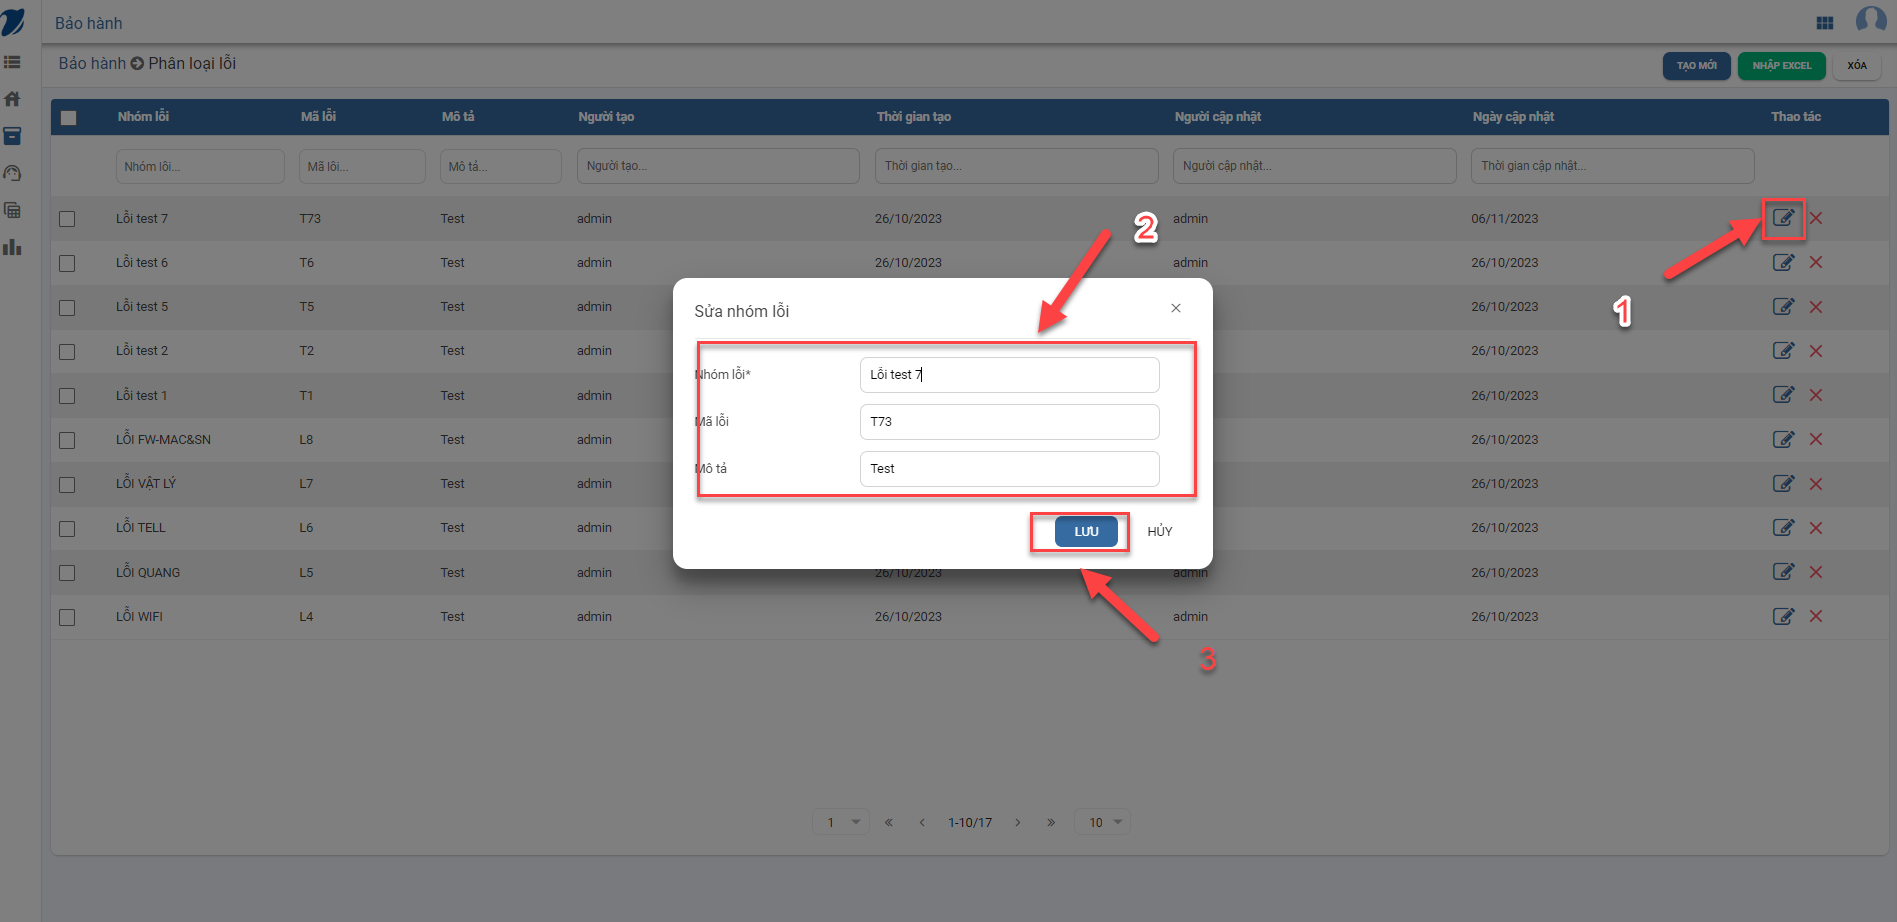 Bảo hành
Bảo hành Phân loại lỗi
TẠO MỚI NHẬP EXCEL XÓA
Nhóm lỗi Mã lỗi Mô tả Người tạo Thời gian tạo Người cập nhật Ngày cập nhật Thao tác
Nhóm lỗi... Mã lỗi... Mô tả... Người tạo... Thời gian tạo... Người cập nhật... Thời gian cập nhật...
Lỗi test 7 T73 Test admin 26/10/2023 admin 06/11/2023
2
Lỗi test 6 T6 Test admin 26/10/2023 admin 26/10/2023
Lỗi test 5 T5 Test admin 26/10/2023
1
Lỗi test 2 T2 Test admin 26/10/2023
Lỗi test 1 T1 Test admin 26/10/2023
LỖI FW-MAC&SN L8 Test admin 26/10/2023
LỖI VẬT LÝ L7 Test admin 26/10/2023
LỖI TELL L6 Test admin 26/10/2023
LỖI QUANG L5 Test admin 26/10/2023 admin 26/10/2023
LỖI WIFI L4 Test admin 26/10/2023 admin 26/10/2023
Sửa nhóm lỗi
Nhóm lỗi* Lỗi test 7
Mã lỗi T73
Mô tả Test
LƯU HỦY
3
1 « ‹ 1-10/17 › » 10